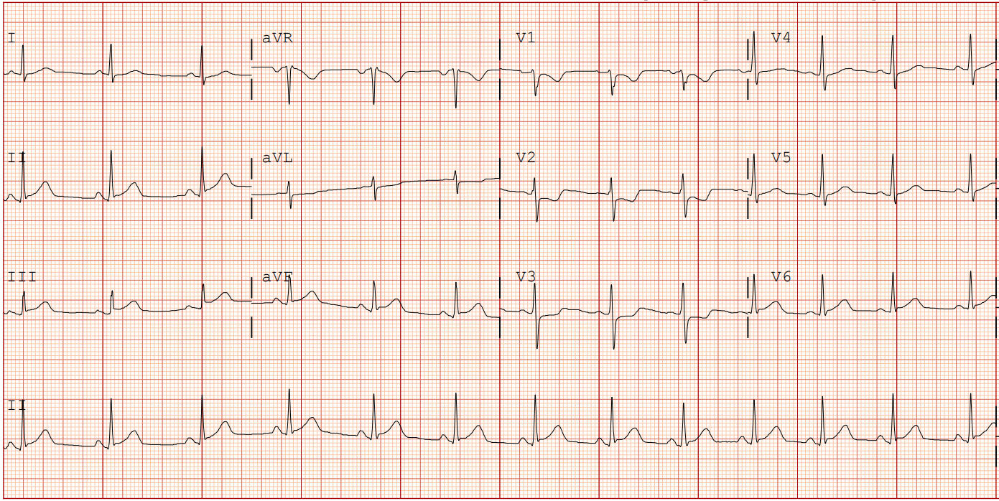 I aVR V1 V4
II aVL V2 V5
III aVF V3 V6
II